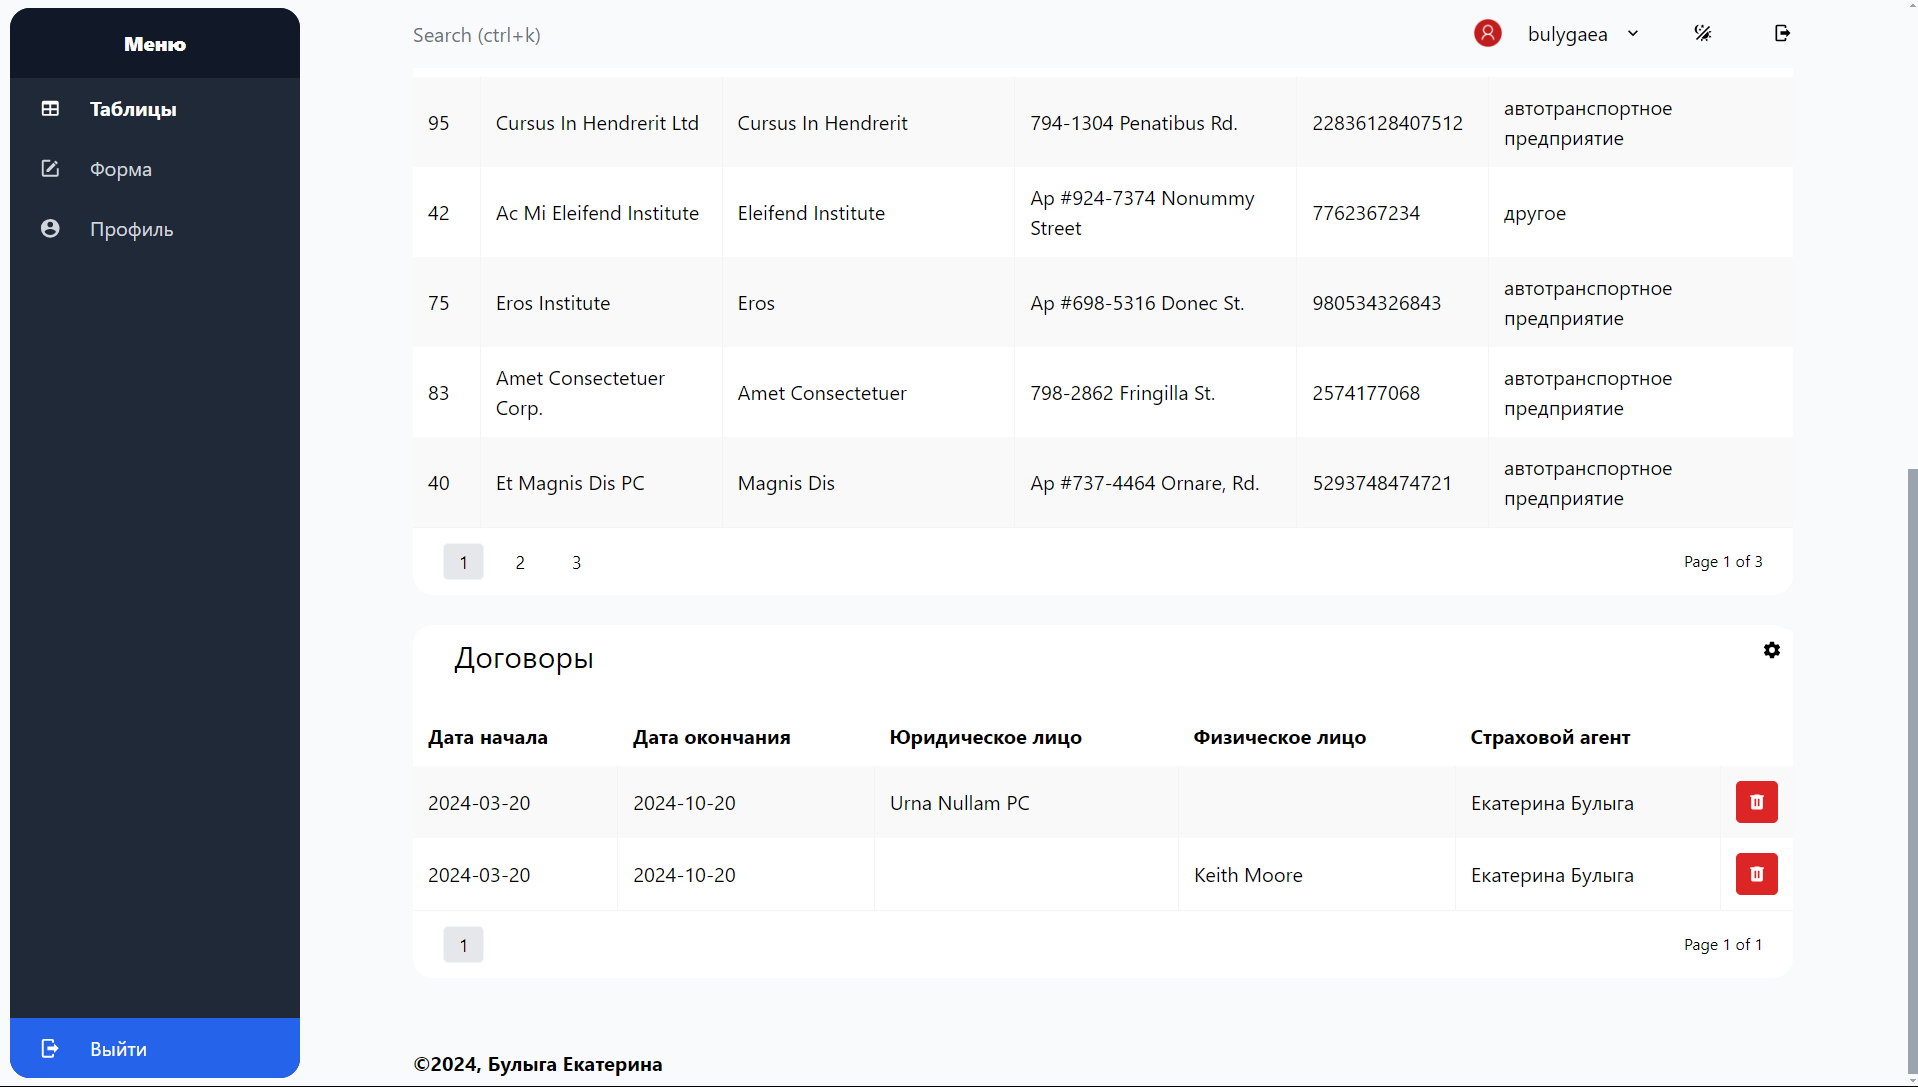 Меню
Таблицы
Форма
Профиль
Выйти
Search (ctrl+k)
bulygaea
95 Cursus In Hendrerit Ltd Cursus In Hendrerit 794-1304 Penatibus Rd. 22836128407512 автотранспортное
предприятие
42 Ac Mi Eleifend Institute Eleifend Institute Ap #924-7374 Nonummy
Street 7762367234 другое
75 Eros Institute Eros Ap #698-5316 Donec St. 980534326843 автотранспортное
предприятие
83 Amet Consectetuer
Corp. Amet Consectetuer 798-2862 Fringilla St. 2574177068 автотранспортное
предприятие
40 Et Magnis Dis PC Magnis Dis Ap #737-4464 Ornare, Rd. 5293748474721 автотранспортное
предприятие
1 2 3 Page 1 of 3
Договоры
Дата начала Дата окончания Юридическое лицо Физическое лицо Страховой агент
2024-03-20 2024-10-20 Urna Nullam PC Екатерина Булыга
2024-03-20 2024-10-20 Keith Moore Екатерина Булыга
1 Page 1 of 1
©2024, Булыга Екатерина